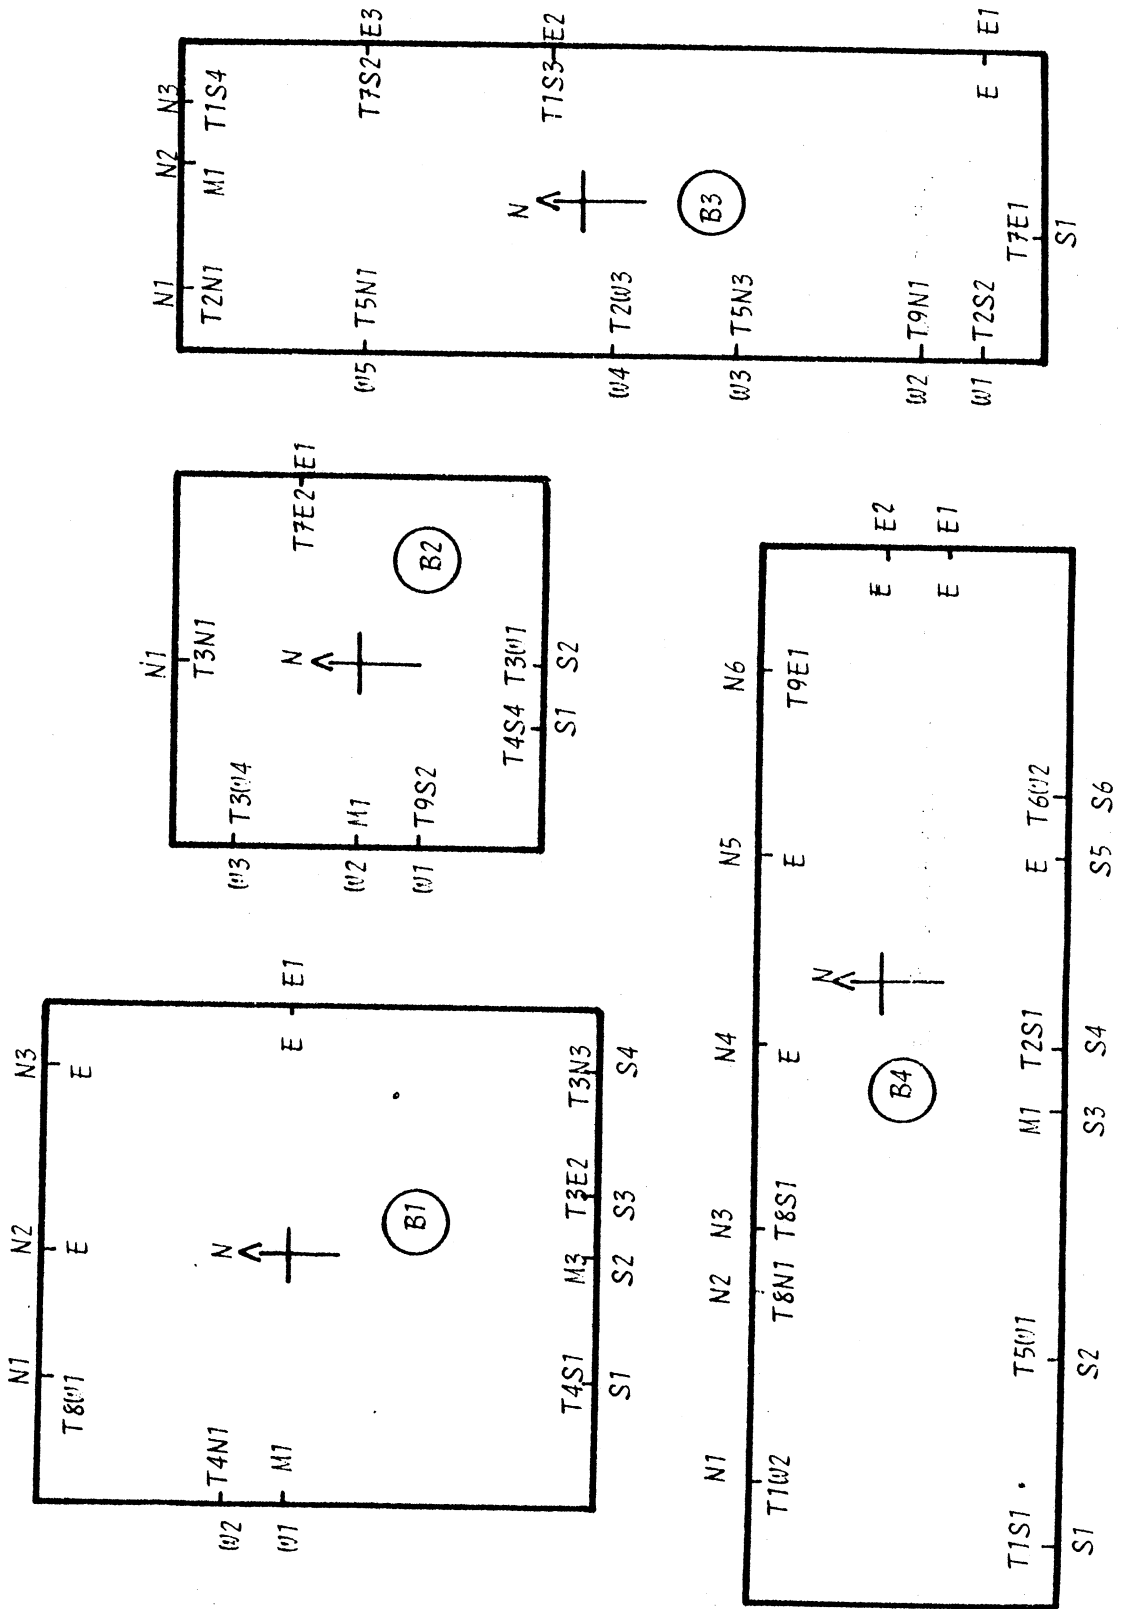 N1 N2 N3
T2N1 M1 T1S4
W5 T5N1 T7S2 E3
T1S3 E2
N
W4 T2W3
B3
W3 T5N3
W2 T9N1
W1 T2S2 E E1
T7E1
S1
N1
T3N1
W3 T3W4
T7E2 E1
N
W2 M1
W1 T9S2
B2
T4S4 T3W1
S1 S2
N1 N2 N3
T8W1 E E
W2 T4N1
N
W1 M1 E E1
B1
T4S1 M3 T3E2 T3N3
S1 S2 S3 S4
N1 N2 N3 N4 N5 N6
T1W2 T8N1 T8S1 E E T9E1
N
E E2
B4
E E1
T1S1 T5W1 M1 T2S1 E T6W2
S1 S2 S3 S4 S5 S6